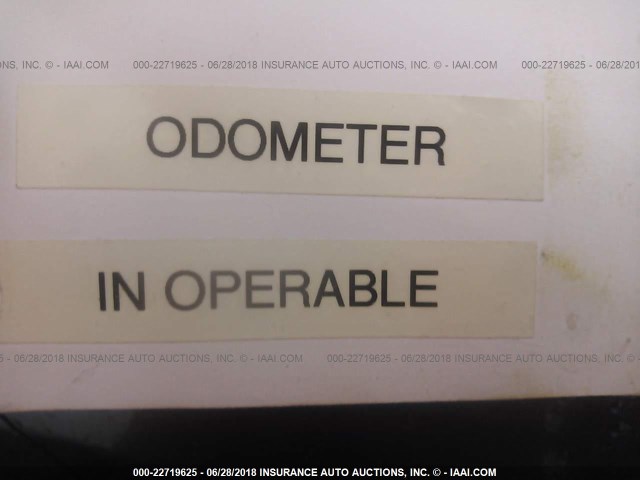 NS, INC. © - IAAI.COM 000-22719625 - 06/28/2018 INSURANCE AUTO AUCTIONS, INC. © - IAAI.COM 000-22719625 - 06/28/201
ODOMETER
IN OPERABLE
5 - 06/28/2018 INSURANCE AUTO AUCTIONS, INC. © - IAAI.COM 000-22719625 - 06/28/2018 INSURANCE AUTO AUCTIONS, INC. ©
000-22719625 - 06/28/2018 INSURANCE AUTO AUCTIONS, INC. © - IAAI.COM